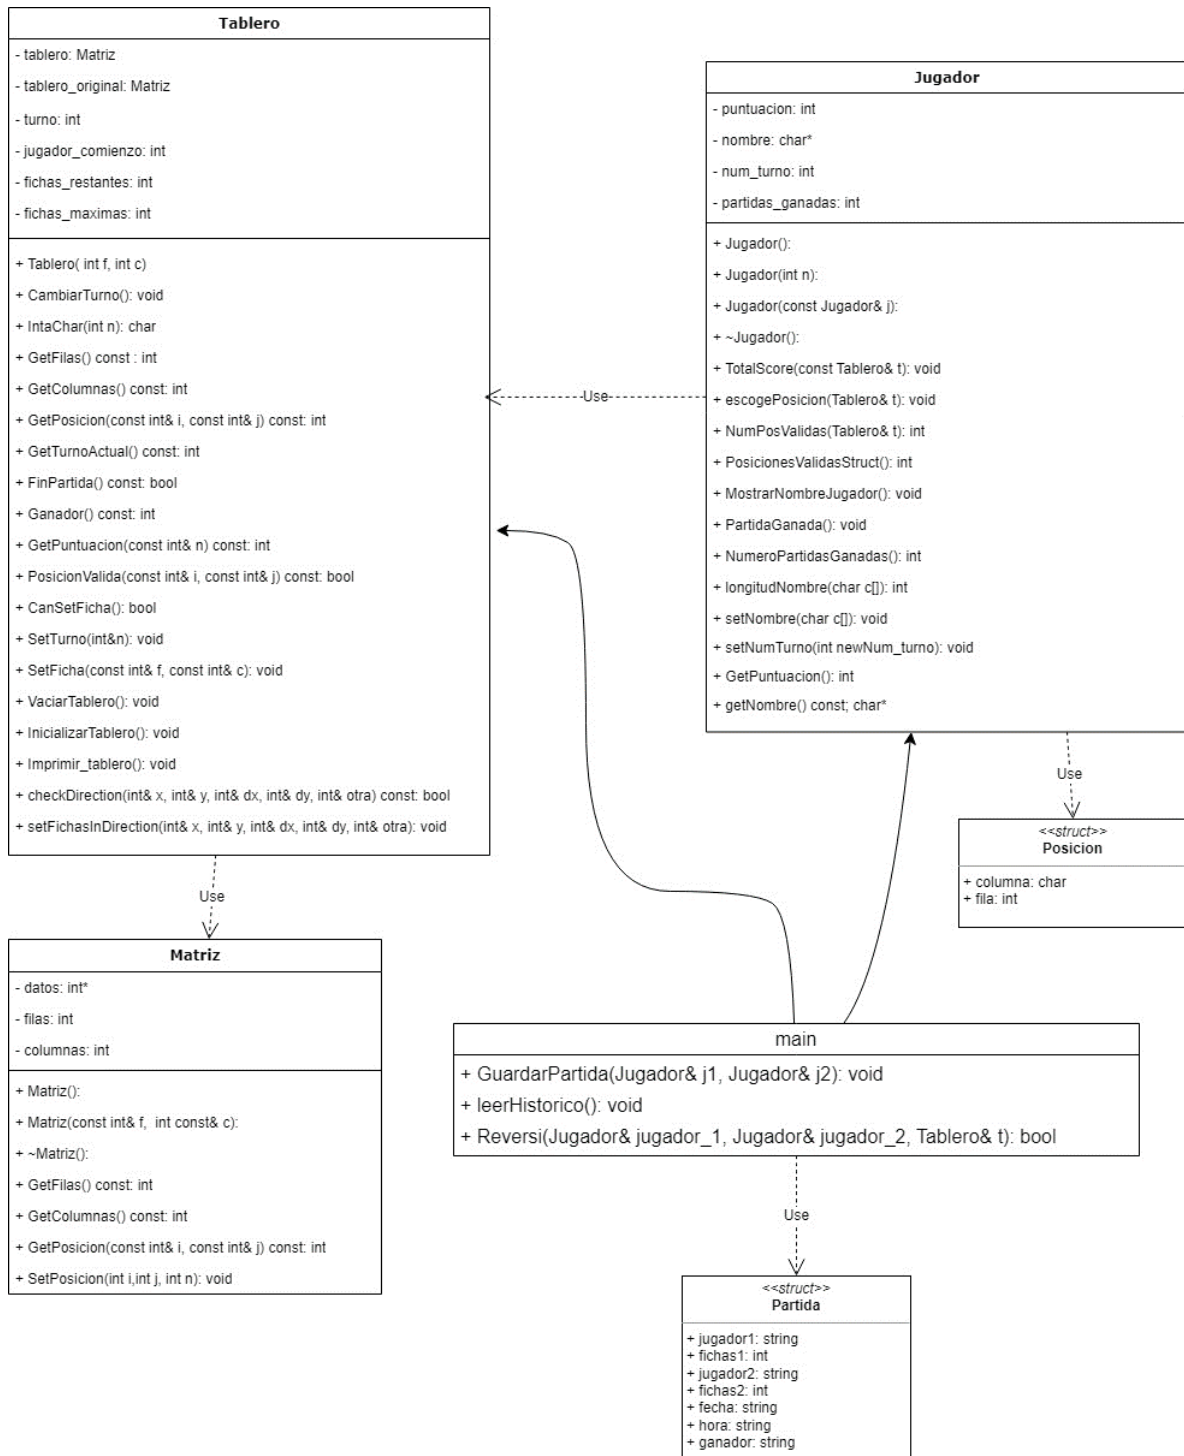 Tablero
- tablero: Matriz
- tablero_original: Matriz
- turno: int
- jugador_comienzo: int
- fichas_restantes: int
- fichas_maximas: int
+ Tablero( int f, int c)
+ CambiarTurno(): void
+ IntaChar(int n): char
+ GetFilas() const : int
+ GetColumnas() const: int
+ GetPosicion(const int& i, const int& j) const: int
+ GetTurnoActual() const: int
+ FinPartida() const: bool
+ Ganador() const: int
+ GetPuntuacion(const int& n) const: int
+ PosicionValida(const int& i, const int& j) const: bool
+ CanSetFicha(): bool
+ SetTurno(int&n): void
+ SetFicha(const int& f, const int& c): void
+ VaciarTablero(): void
+ InicializarTablero(): void
+ Imprimir_tablero(): void
+ checkDirection(int& x, int& y, int& dx, int& dy, int& otra) const: bool
+ setFichasInDirection(int& x, int& y, int& dx, int& dy, int& otra): void
Use
Jugador
- puntuacion: int
- nombre: char*
- num_turno: int
- partidas_ganadas: int
+ Jugador():
+ Jugador(int n):
+ Jugador(const Jugador& j):
+ ~Jugador():
+ TotalScore(const Tablero& t): void
+ escogePosicion(Tablero& t): void
+ NumPosValidas(Tablero& t): int
+ PosicionesValidasStruct(): int
+ MostrarNombreJugador(): void
+ PartidaGanada(): void
+ NumeroPartidasGanadas(): int
+ longitudNombre(char c[]): int
+ setNombre(char c[]): void
+ setNumTurno(int newNum_turno): void
+ GetPuntuacion(): int
+ getNombre() const; char*
Use
<<struct>>
Posicion
+ columna: char
+ fila: int
Use
Matriz
- datos: int*
- filas: int
- columnas: int
+ Matriz():
+ Matriz(const int& f,  int const& c):
+ ~Matriz():
+ GetFilas() const: int
+ GetColumnas() const: int
+ GetPosicion(const int& i, const int& j) const: int
+ SetPosicion(int i,int j, int n): void
main
+ GuardarPartida(Jugador& j1, Jugador& j2): void
+ leerHistorico(): void
+ Reversi(Jugador& jugador_1, Jugador& jugador_2, Tablero& t): bool
Use
<<struct>>
Partida
+ jugador1: string
+ fichas1: int
+ jugador2: string
+ fichas2: int
+ fecha: string
+ hora: string
+ ganador: string